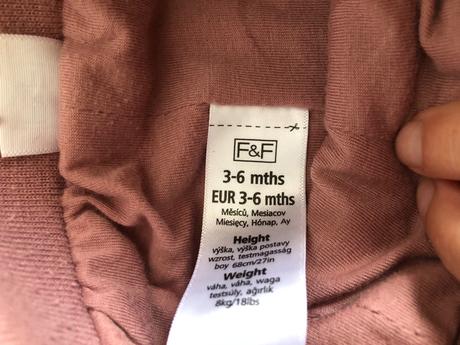 F&F
3-6 mths
EUR 3-6 mths
Měsíců, Mesiacov
Miesięcy, Hónap, Ay
Height
výška, výška postavy
wzrost, testmagasság
boy 68cm/27in
Weight
váha, váha, waga
testsúly, ağırlık
8kg/18lbs